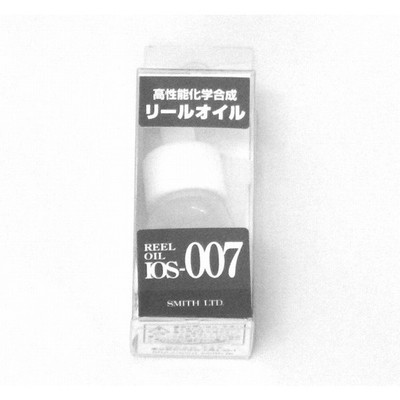 高性能化学合成
リールオイル
REEL
OIL
IOS-007
SMITH LTD.